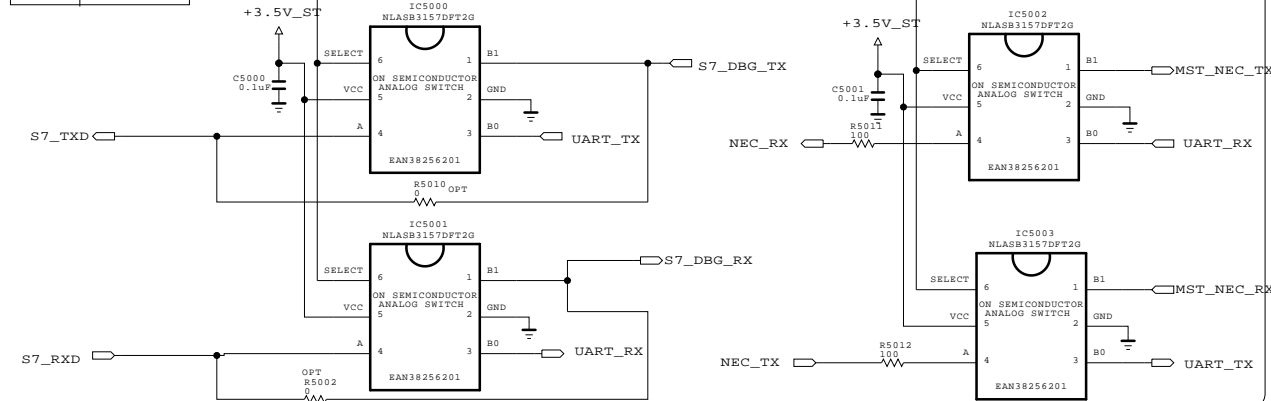 +3.5V_ST
C5000
0.1uF
IC5000
NLASB3157DFT2G
SELECT
6
1
B1
ON SEMICONDUCTOR
ANALOG SWITCH
VCC
5
2
GND
A
4
3
B0
EAN38256201
S7_TXD
S7_DBG_TX
UART_TX
R5010
0
OPT
IC5001
NLASB3157DFT2G
SELECT
6
1
B1
ON SEMICONDUCTOR
ANALOG SWITCH
VCC
5
2
GND
A
4
3
B0
EAN38256201
S7_RXD
S7_DBG_RX
UART_RX
OPT
R5002
0
+3.5V_ST
C5001
0.1uF
IC5002
NLASB3157DFT2G
SELECT
6
1
B1
ON SEMICONDUCTOR
ANALOG SWITCH
VCC
5
2
GND
A
4
3
B0
EAN38256201
NEC_RX
R5011
100
MST_NEC_TX
UART_RX
IC5003
NLASB3157DFT2G
SELECT
6
1
B1
ON SEMICONDUCTOR
ANALOG SWITCH
VCC
5
2
GND
A
4
3
B0
EAN38256201
NEC_TX
R5012
100
MST_NEC_RX
UART_TX